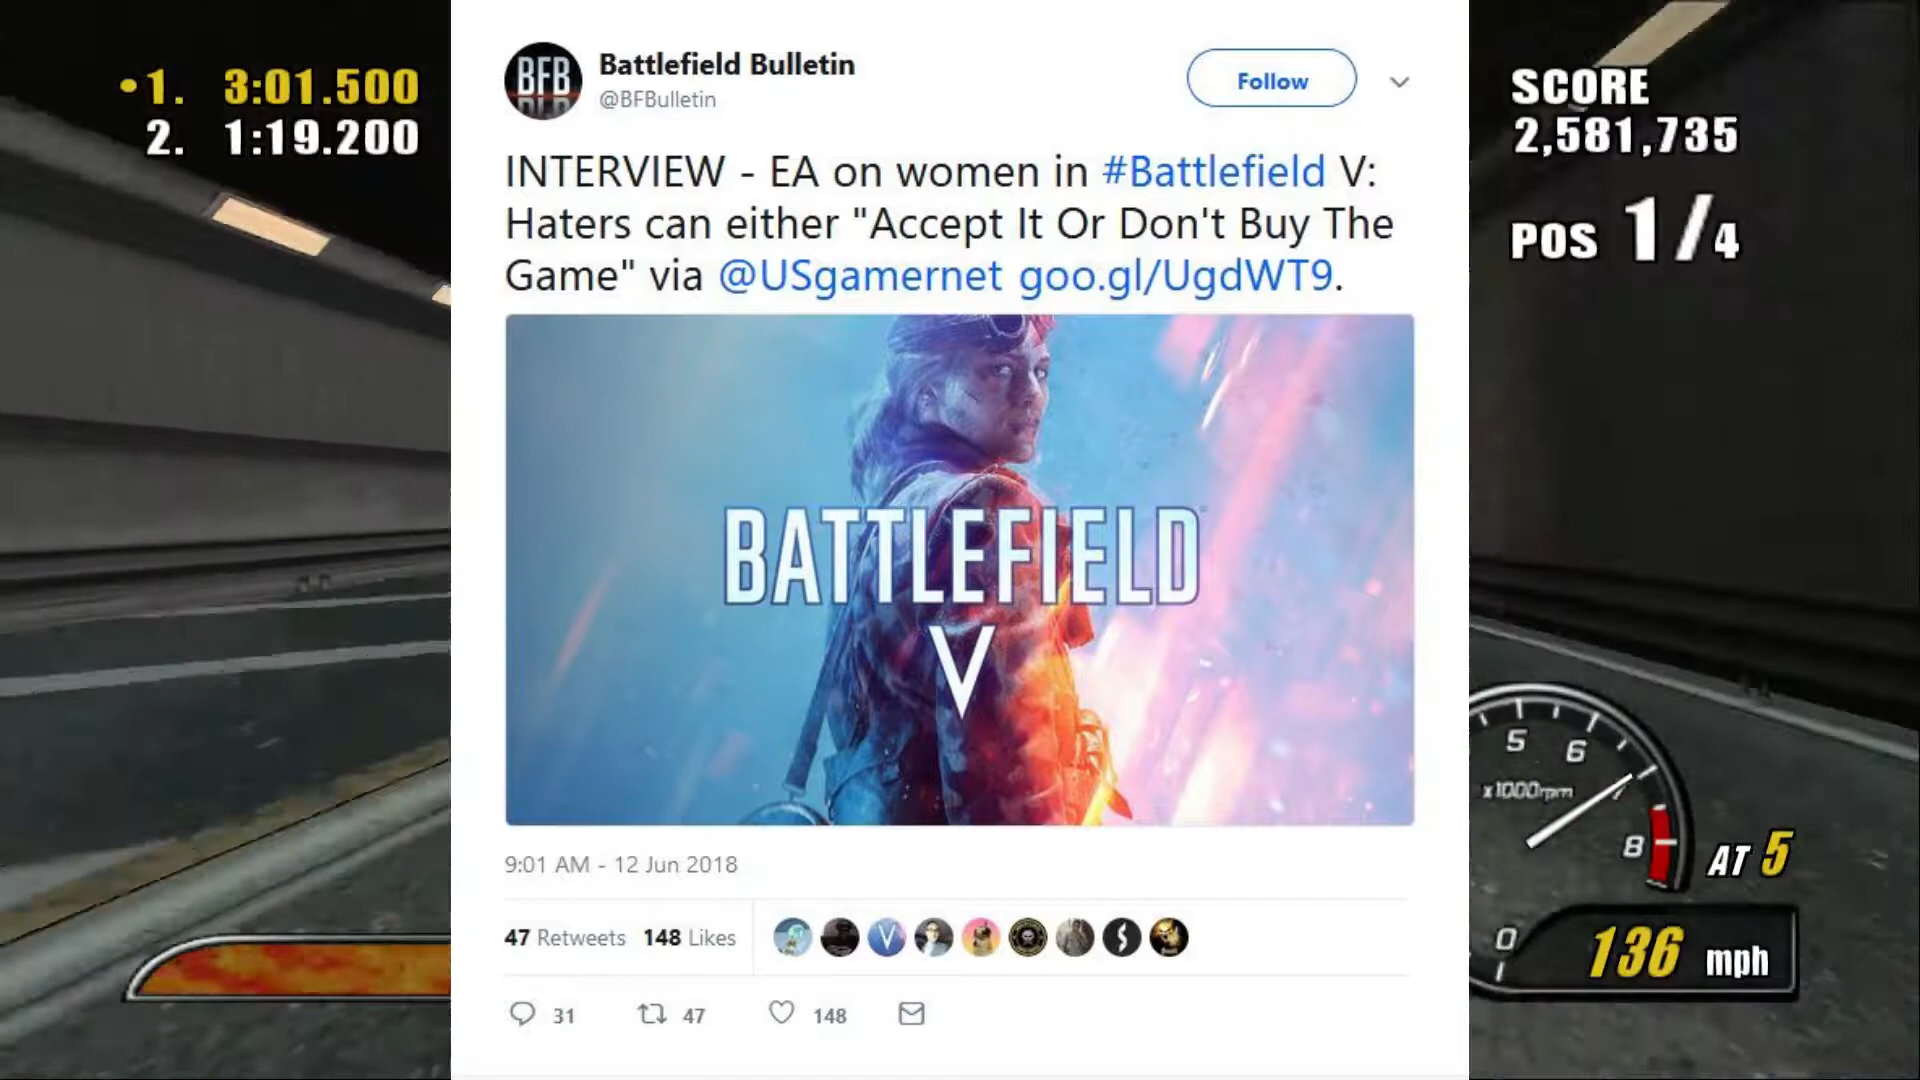 •1. 3:01.500
2. 1:19.200
BFB
Battlefield Bulletin
@BFBulletin
Follow
INTERVIEW - EA on women in #Battlefield V:
Haters can either "Accept It Or Don't Buy The
Game" via @USgamernet goo.gl/UgdWT9.
BATTLEFIELD
V
9:01 AM - 12 Jun 2018
47 Retweets 148 Likes
31 47 148
SCORE
2,581,735
POS 1/4
5 6
x1000rpm 7
8
AT 5
0
1
136 mph